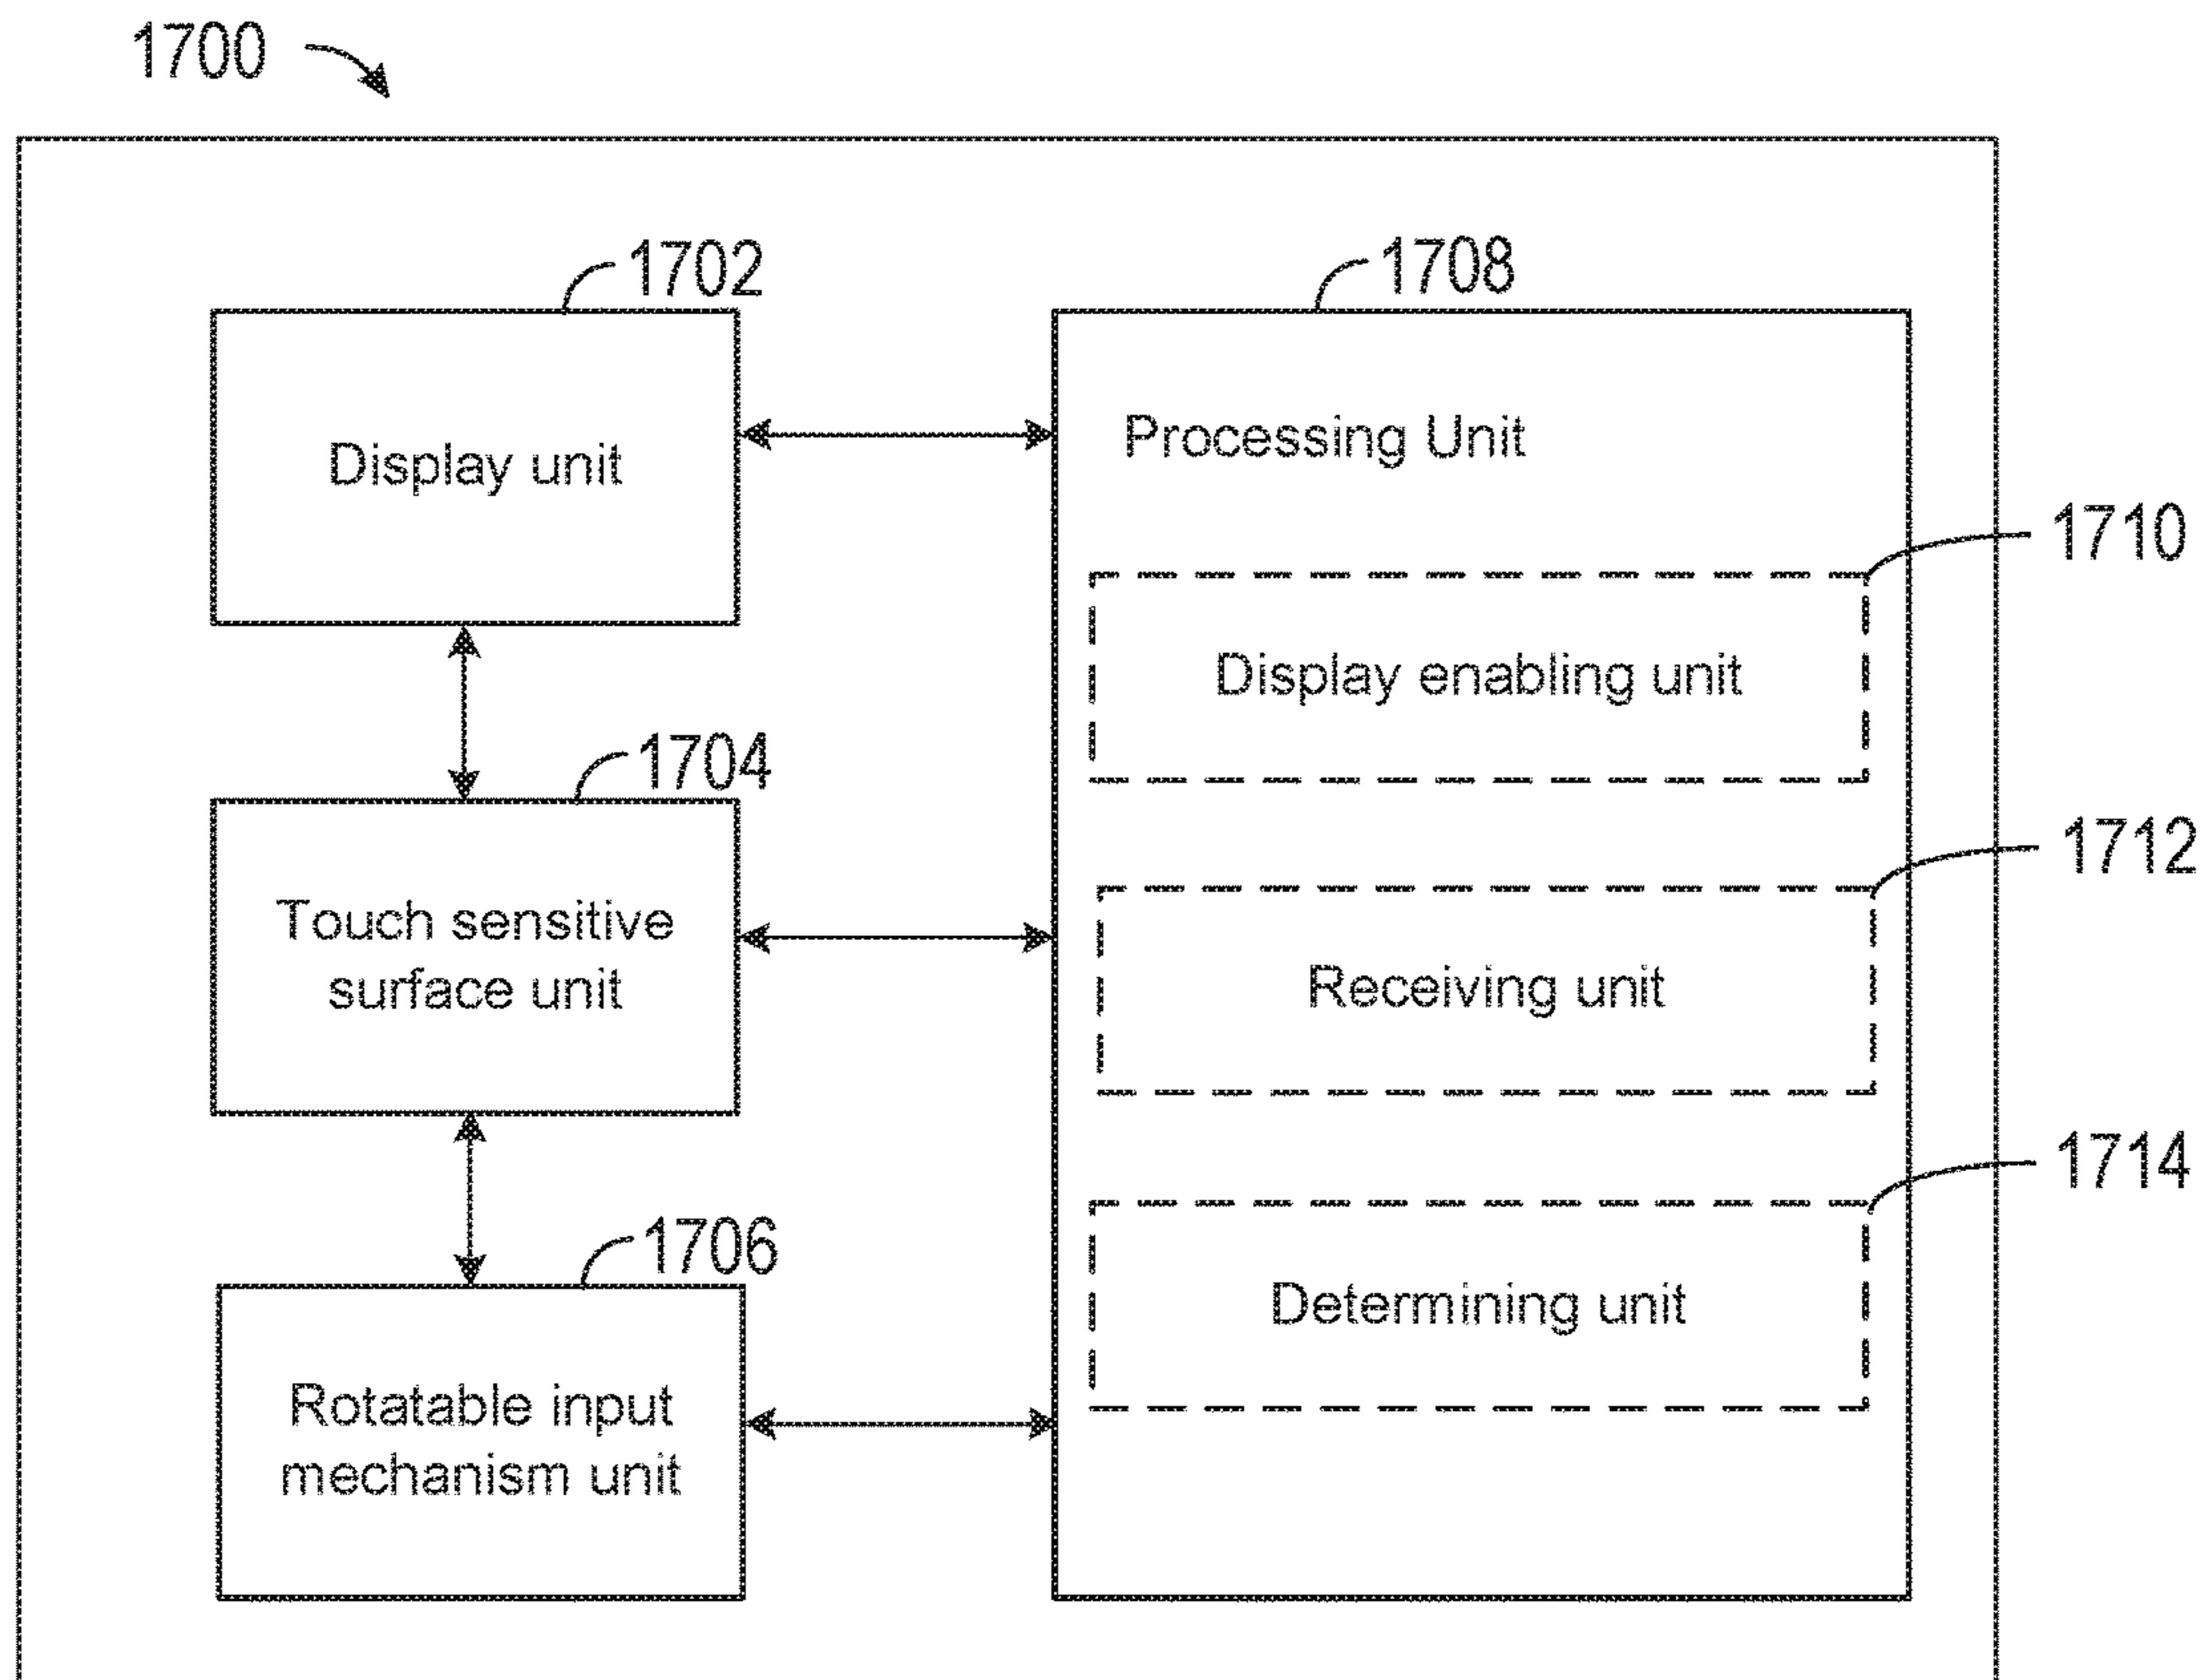 1700
1702
1708
Display unit
Processing Unit
1710
Display enabling unit
1704
1712
Touch sensitive
surface unit
Receiving unit
1714
1706
Determining unit
Rotatable input
mechanism unit